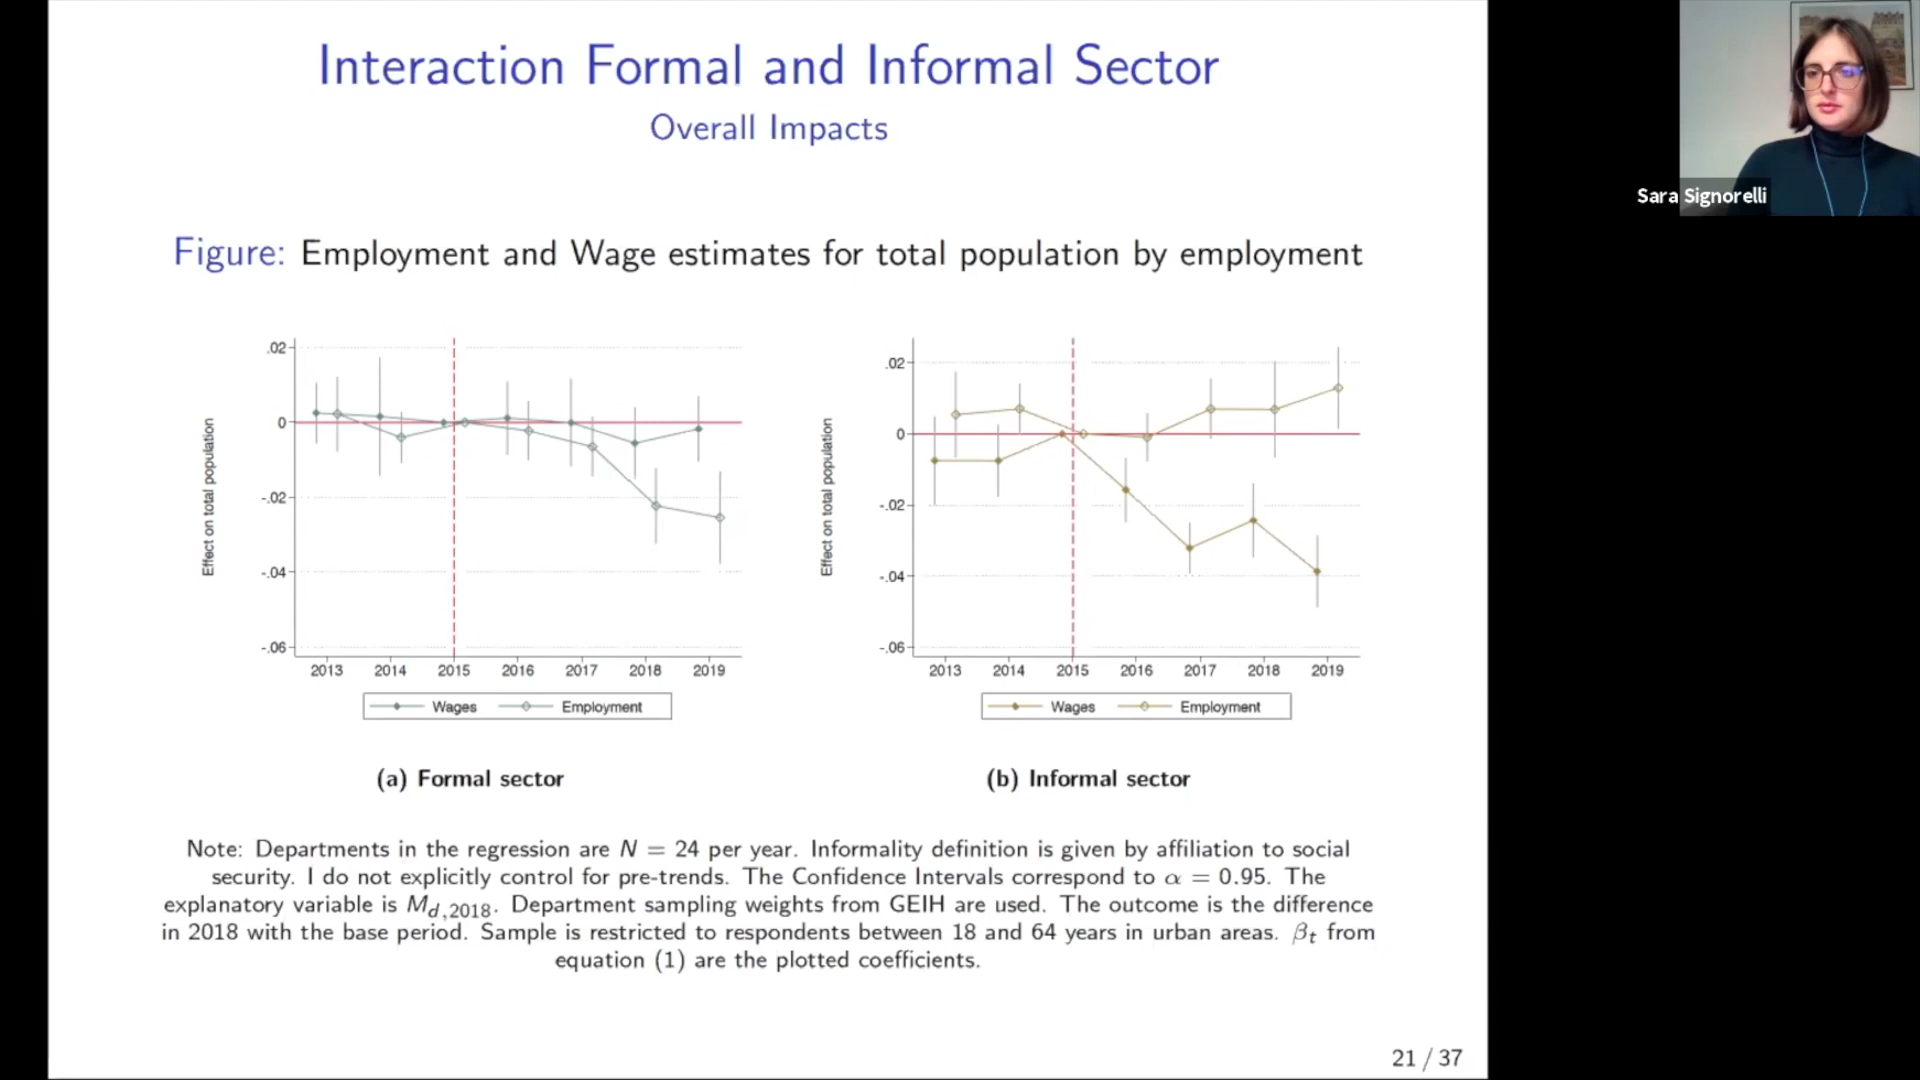 Interaction Formal and Informal Sector
Overall Impacts
Sara Signorelli
Figure: Employment and Wage estimates for total population by employment
Effect on total population
.02
0
-.02
-.04
-.06
2013 2014 2015 2016 2017 2018 2019
Wages Employment
(a) Formal sector
Effect on total population
.02
0
-.02
-.04
-.06
2013 2014 2015 2016 2017 2018 2019
Wages Employment
(b) Informal sector
Note: Departments in the regression are N = 24 per year. Informality definition is given by affiliation to social
security. I do not explicitly control for pre-trends. The Confidence Intervals correspond to α = 0.95. The
explanatory variable is M_d,2018. Department sampling weights from GEIH are used. The outcome is the difference
in 2018 with the base period. Sample is restricted to respondents between 18 and 64 years in urban areas. β_t from
equation (1) are the plotted coefficients.
21 / 37